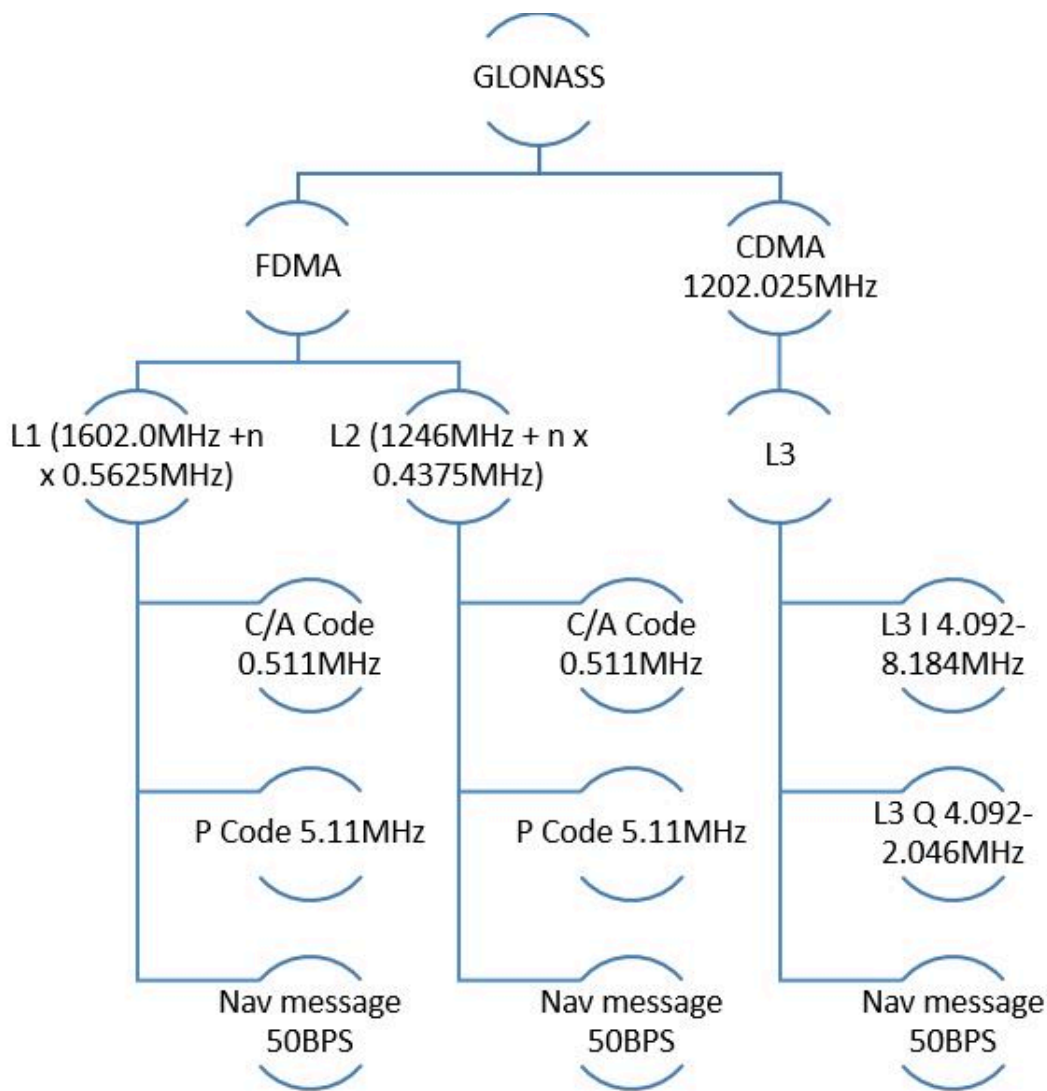 GLONASS
FDMA
CDMA
1202.025MHz
L1 (1602.0MHz +n
x 0.5625MHz)
L2 (1246MHz + n x
0.4375MHz)
L3
C/A Code
0.511MHz
C/A Code
0.511MHz
L3 I 4.092-
8.184MHz
P Code 5.11MHz
P Code 5.11MHz
L3 Q 4.092-
2.046MHz
Nav message
50BPS
Nav message
50BPS
Nav message
50BPS